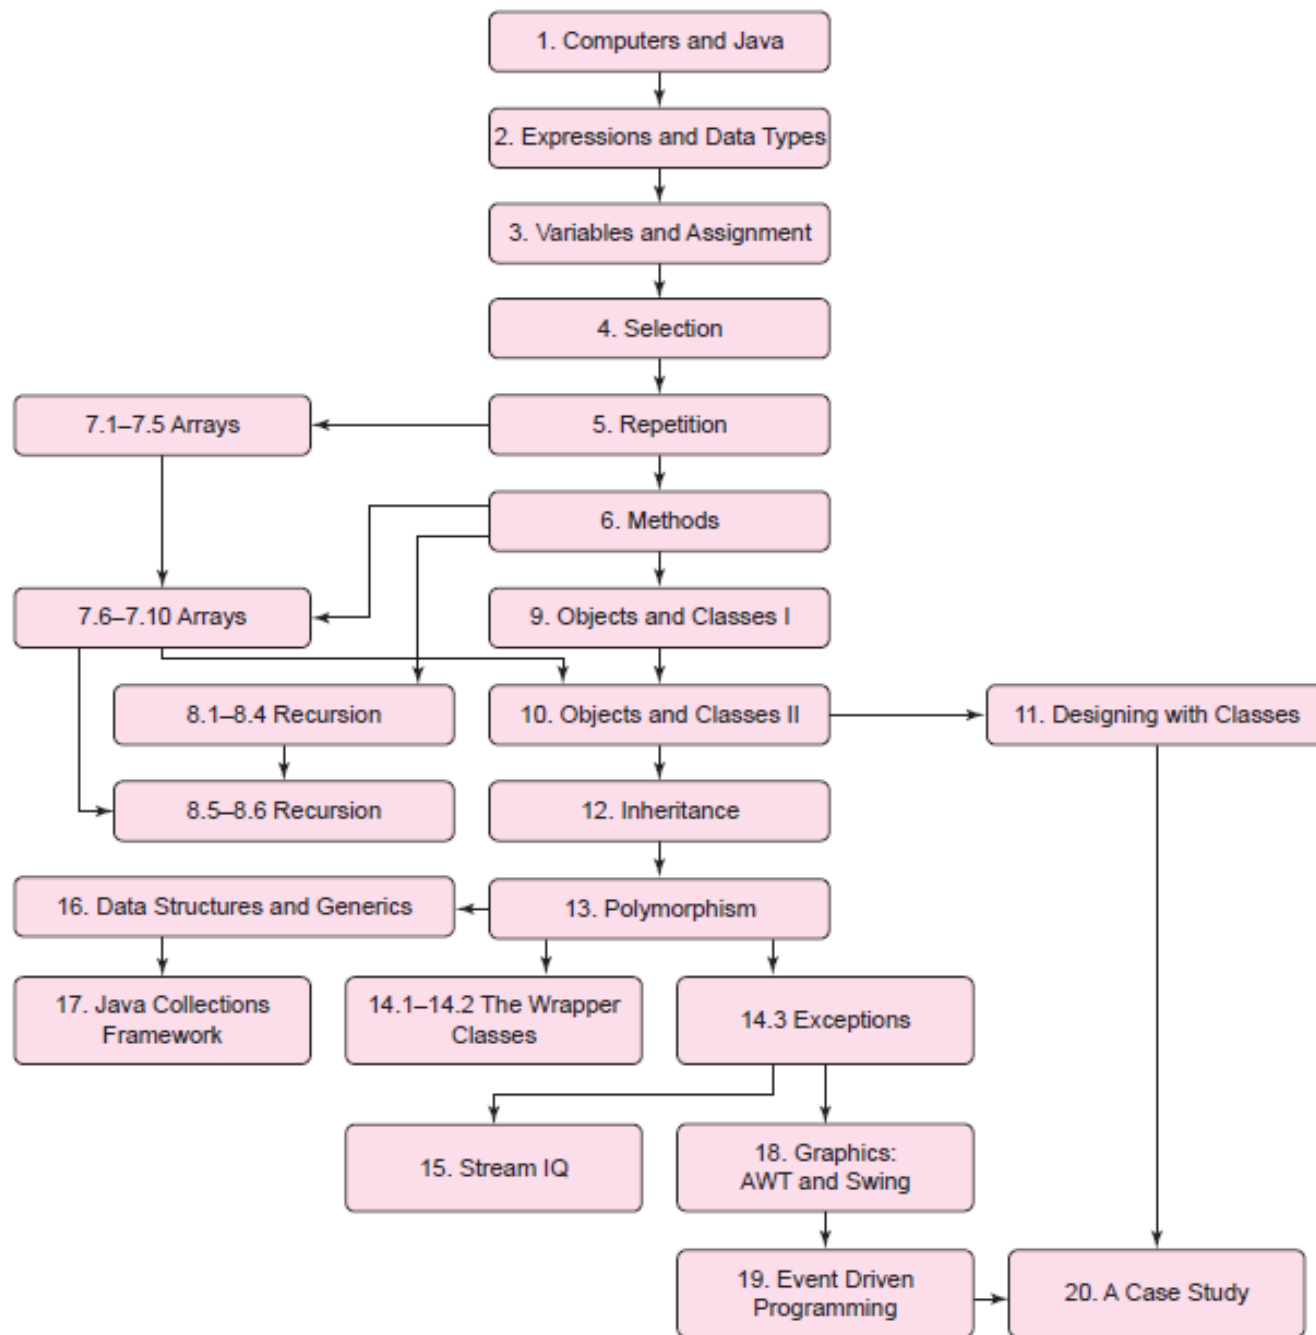 1. Computers and Java
2. Expressions and Data Types
3. Variables and Assignment
4. Selection
7.1–7.5 Arrays
5. Repetition
6. Methods
7.6–7.10 Arrays
9. Objects and Classes I
8.1–8.4 Recursion
10. Objects and Classes II
11. Designing with Classes
8.5–8.6 Recursion
12. Inheritance
16. Data Structures and Generics
13. Polymorphism
17. Java Collections
Framework
14.1–14.2 The Wrapper
Classes
14.3 Exceptions
15. Stream IQ
18. Graphics:
AWT and Swing
19. Event Driven
Programming
20. A Case Study